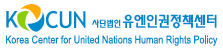 KOCUN 사단법인 유엔인권정책센터
Korea Center for United Nations Human Rights Policy